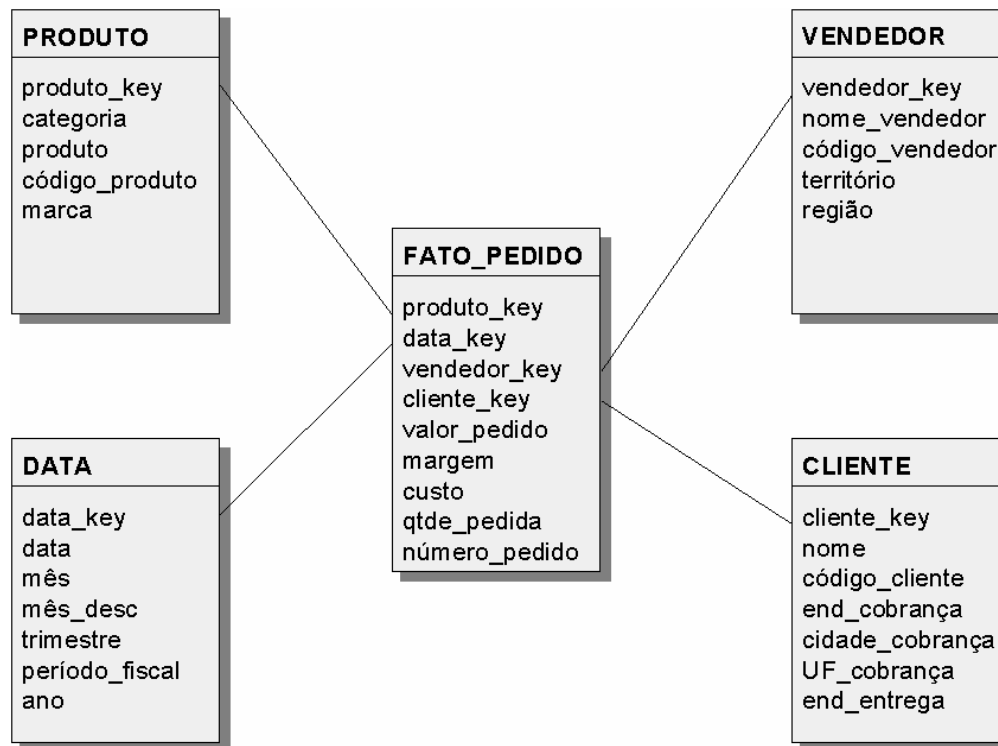 PRODUTO
produto_key
categoria
produto
código_produto
marca
VENDEDOR
vendedor_key
nome_vendedor
código_vendedor
território
região
FATO_PEDIDO
produto_key
data_key
vendedor_key
cliente_key
valor_pedido
margem
custo
qtde_pedida
número_pedido
DATA
data_key
data
mês
mês_desc
trimestre
período_fiscal
ano
CLIENTE
cliente_key
nome
código_cliente
end_cobrança
cidade_cobrança
UF_cobrança
end_entrega